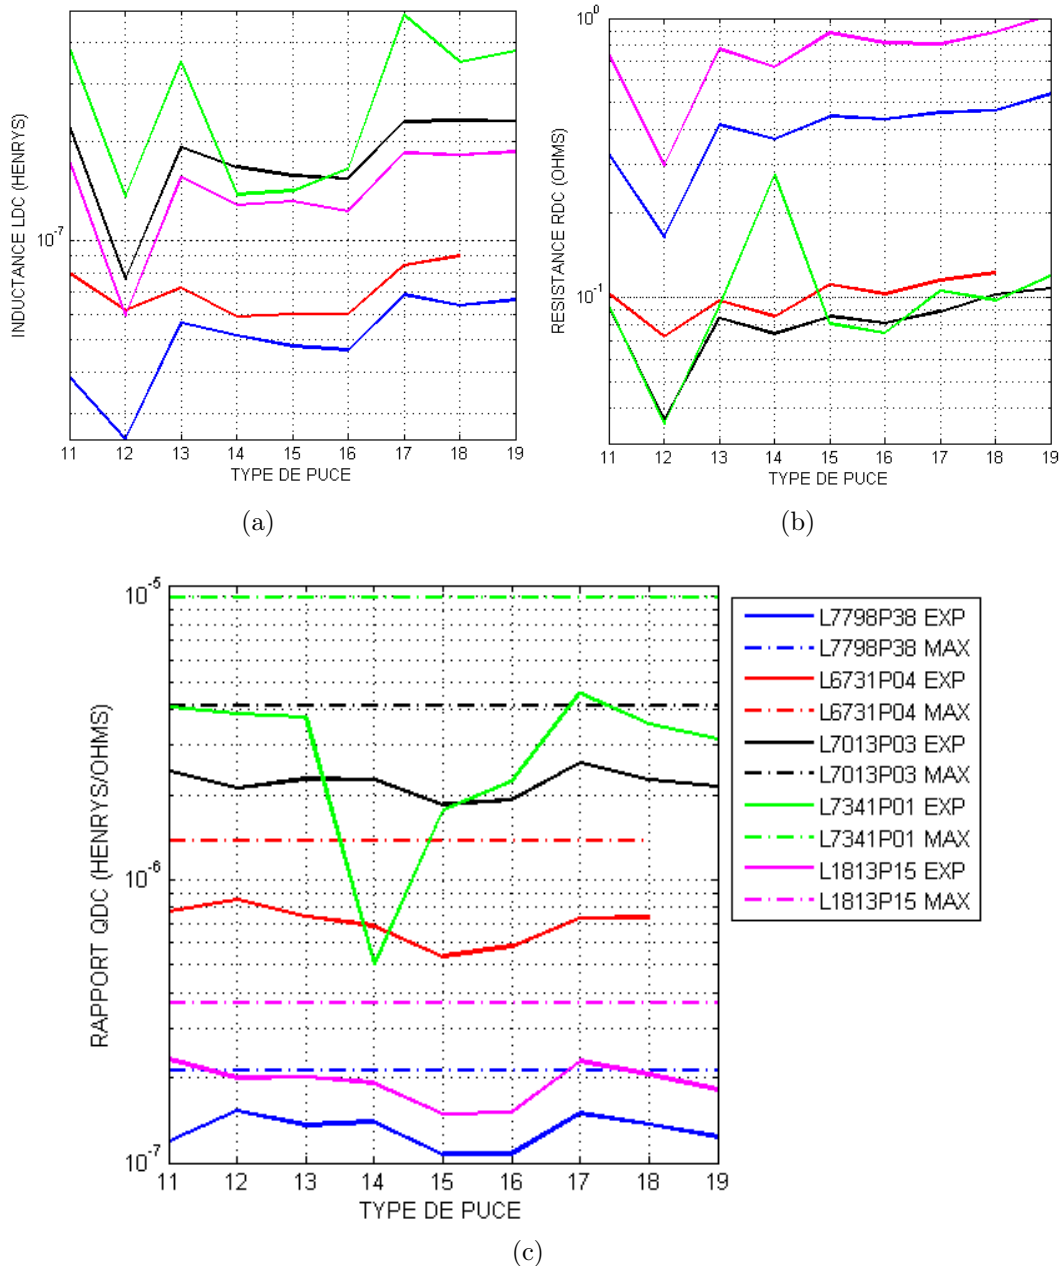 INDUCTANCE LDC (HENRYS)
10^-7
11 12 13 14 15 16 17 18 19
TYPE DE PUCE
(a)
RESISTANCE RDC (OHMS)
10^0
10^-1
11 12 13 14 15 16 17 18 19
TYPE DE PUCE
(b)
RAPPORT QDC (HENRYS/OHMS)
10^-5
10^-6
10^-7
11 12 13 14 15 16 17 18 19
TYPE DE PUCE
L7798P38 EXP
L7798P38 MAX
L6731P04 EXP
L6731P04 MAX
L7013P03 EXP
L7013P03 MAX
L7341P01 EXP
L7341P01 MAX
L1813P15 EXP
L1813P15 MAX
(c)